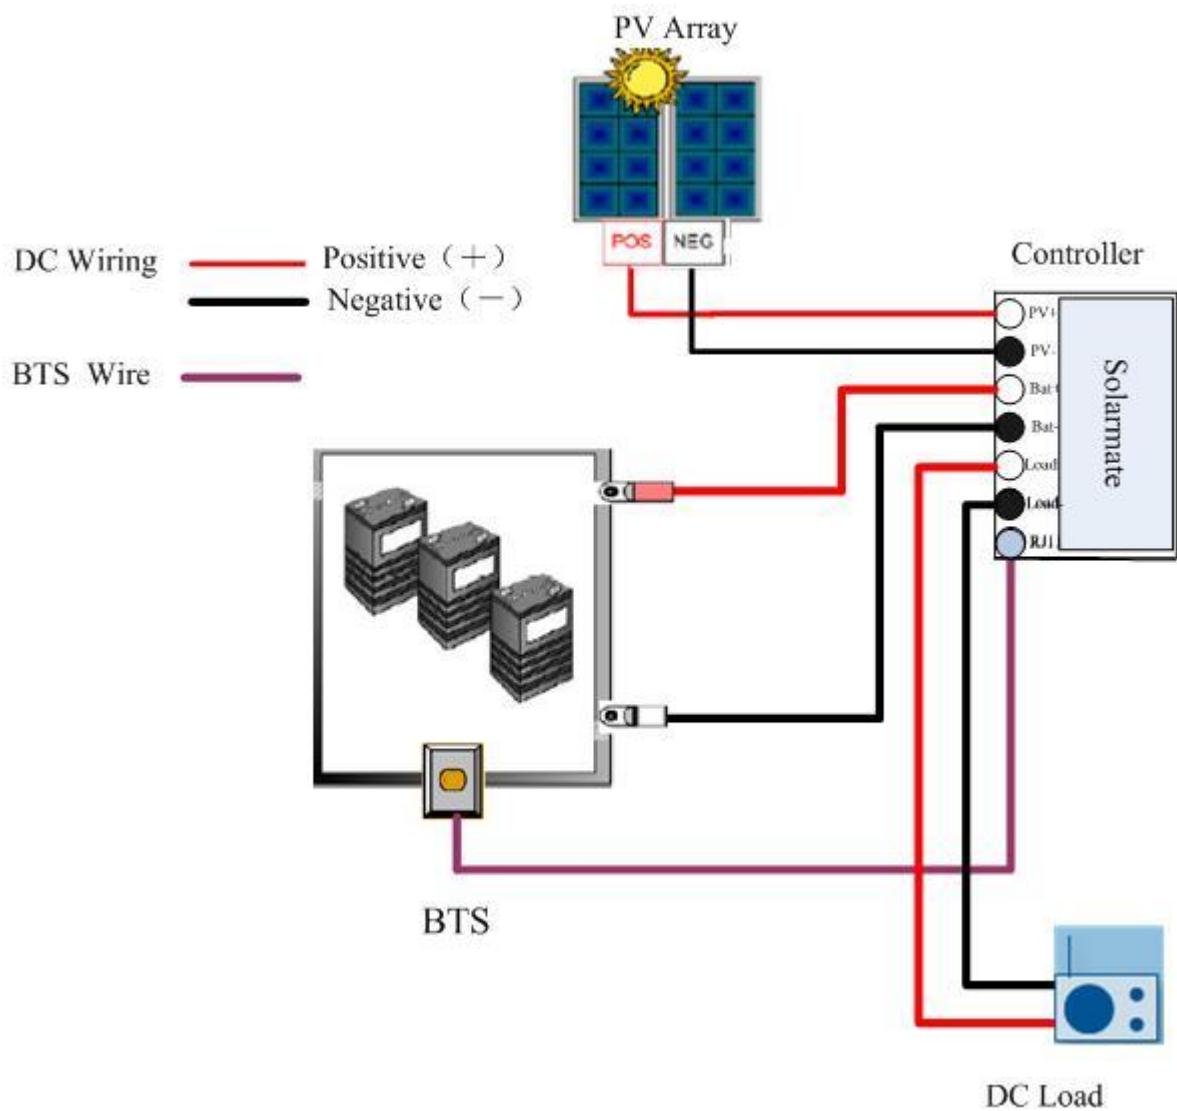 PV Array
POS NEG
DC Wiring Positive（+）
Negative（—）
BTS Wire
Controller
PV+
PV-
Bat+
Bat-
Load
Load-
RJ1
Solarmate
BTS
DC Load